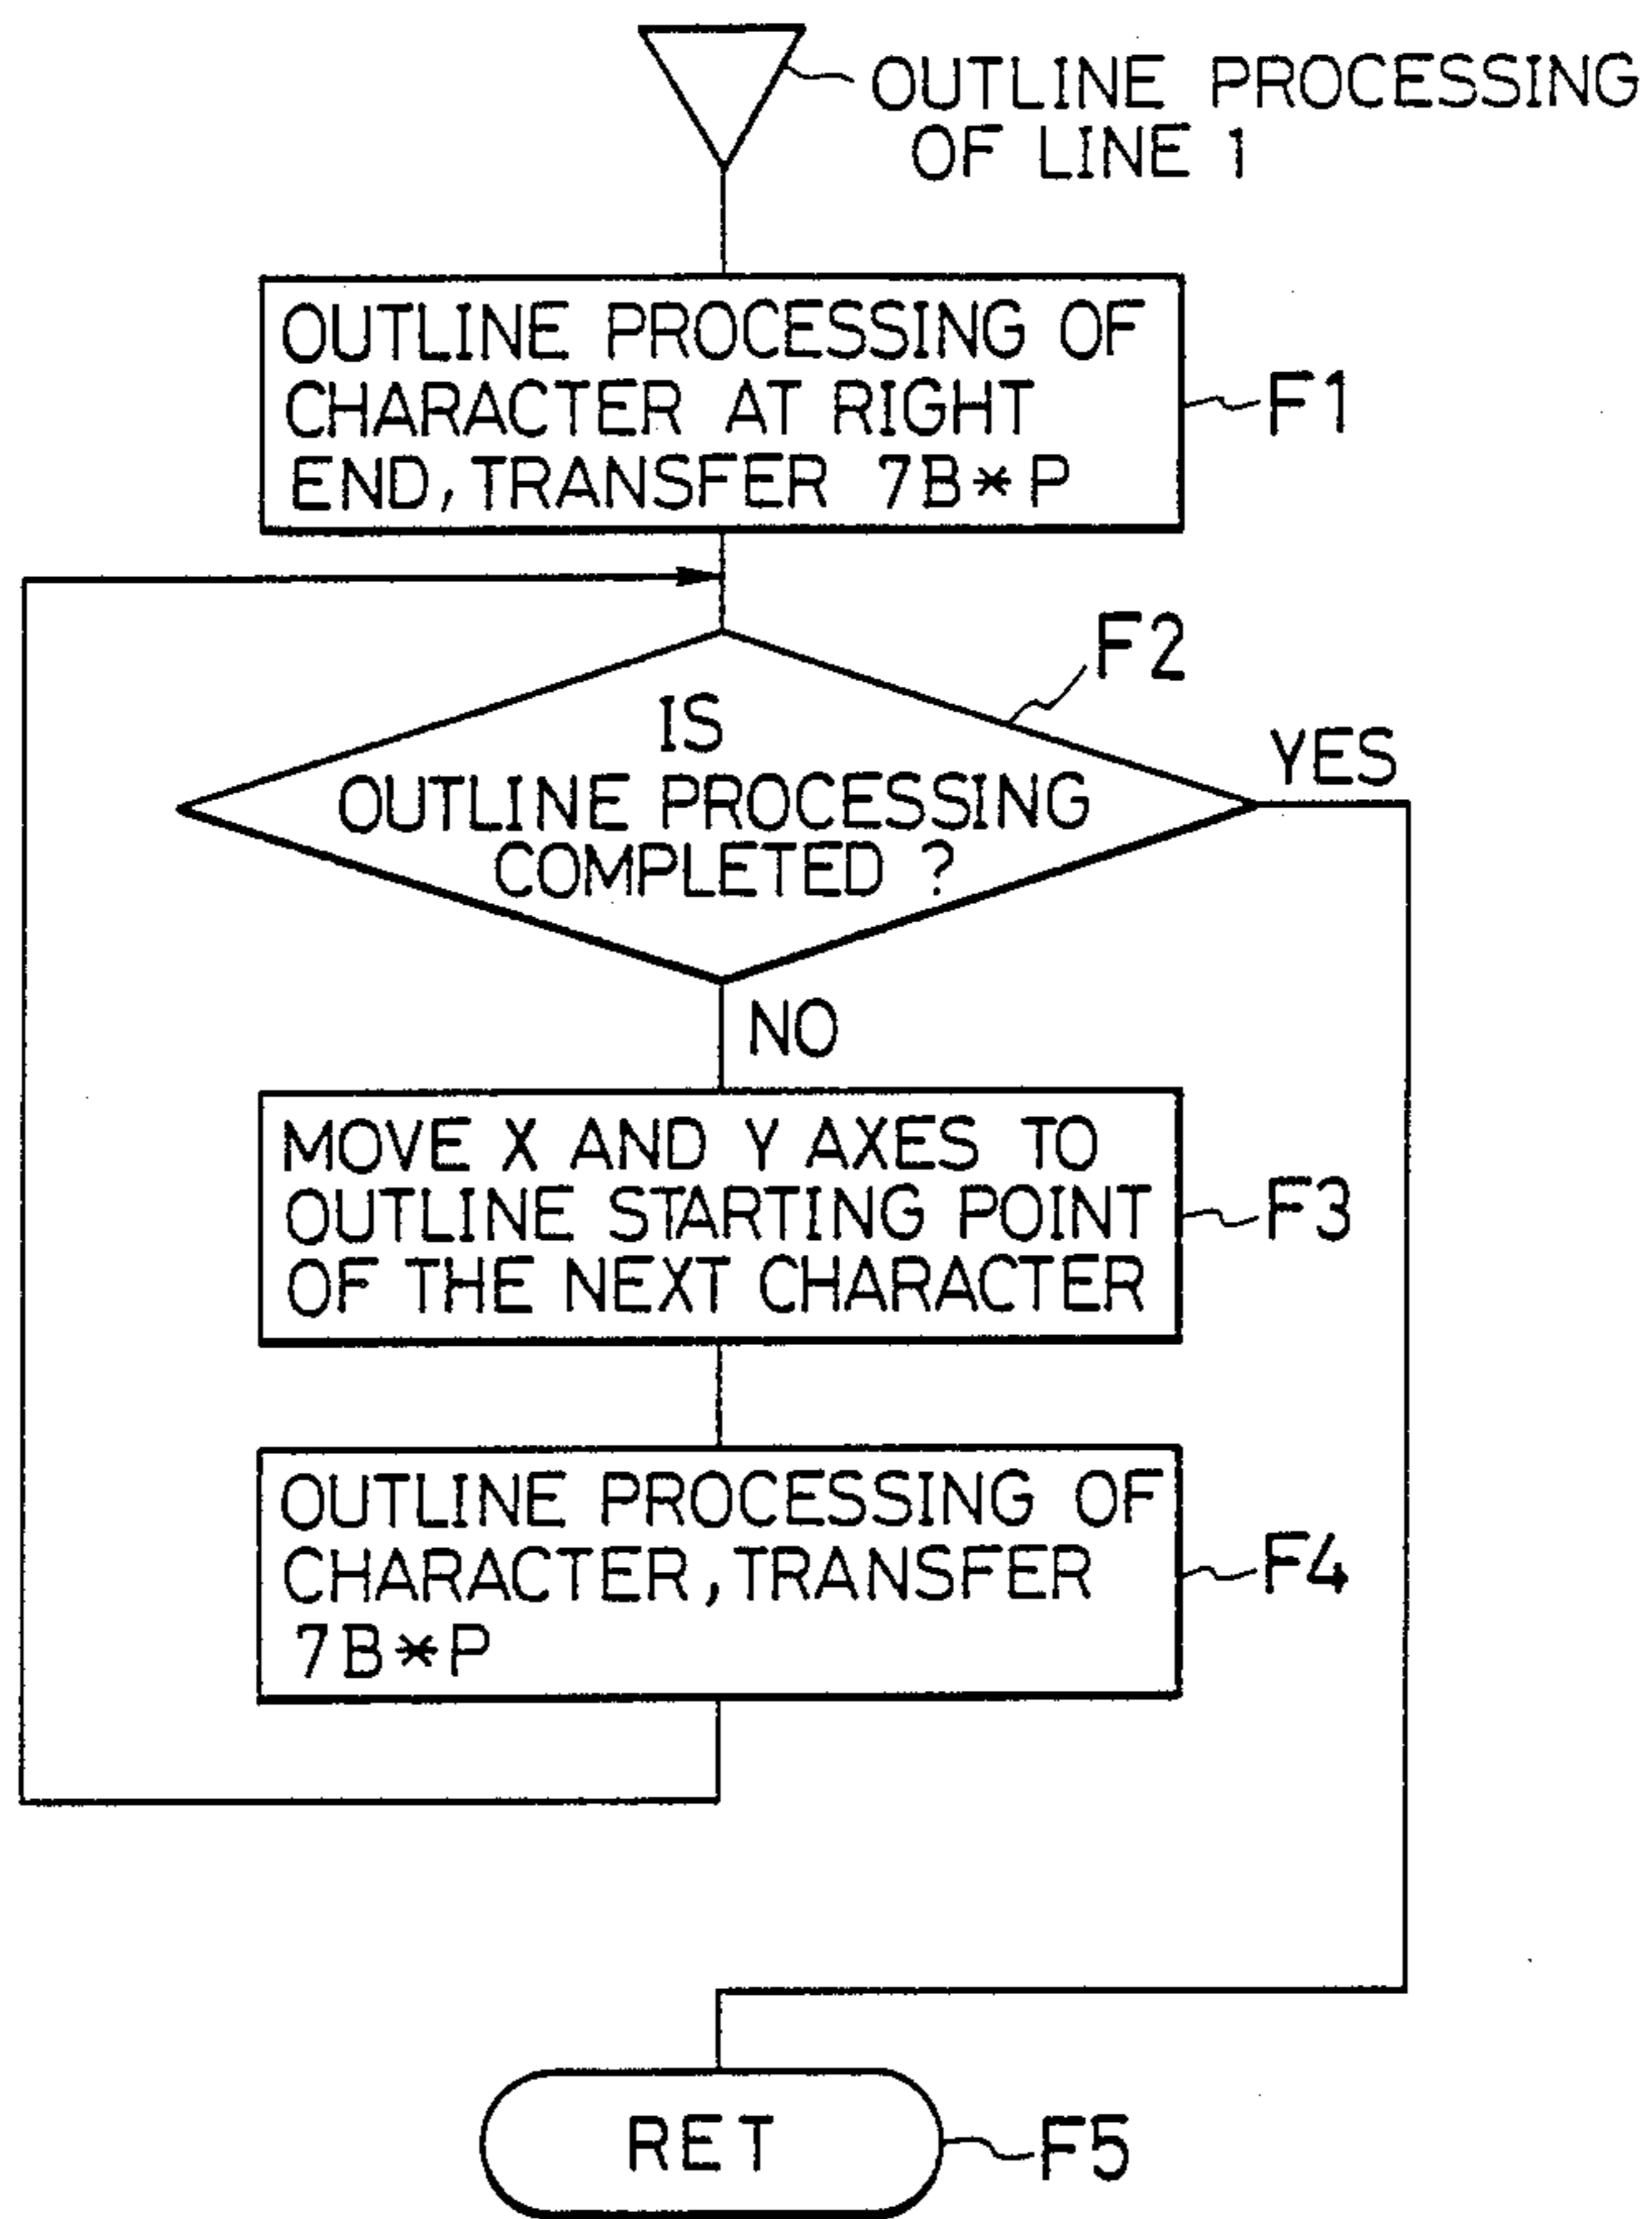 OUTLINE PROCESSING
OF LINE 1
OUTLINE PROCESSING OF
CHARACTER AT RIGHT
END, TRANSFER 7B*P
F1
F2
IS
OUTLINE PROCESSING
COMPLETED ?
YES
NO
MOVE X AND Y AXES TO
OUTLINE STARTING POINT
OF THE NEXT CHARACTER
F3
OUTLINE PROCESSING OF
CHARACTER, TRANSFER
7B*P
F4
RET
F5